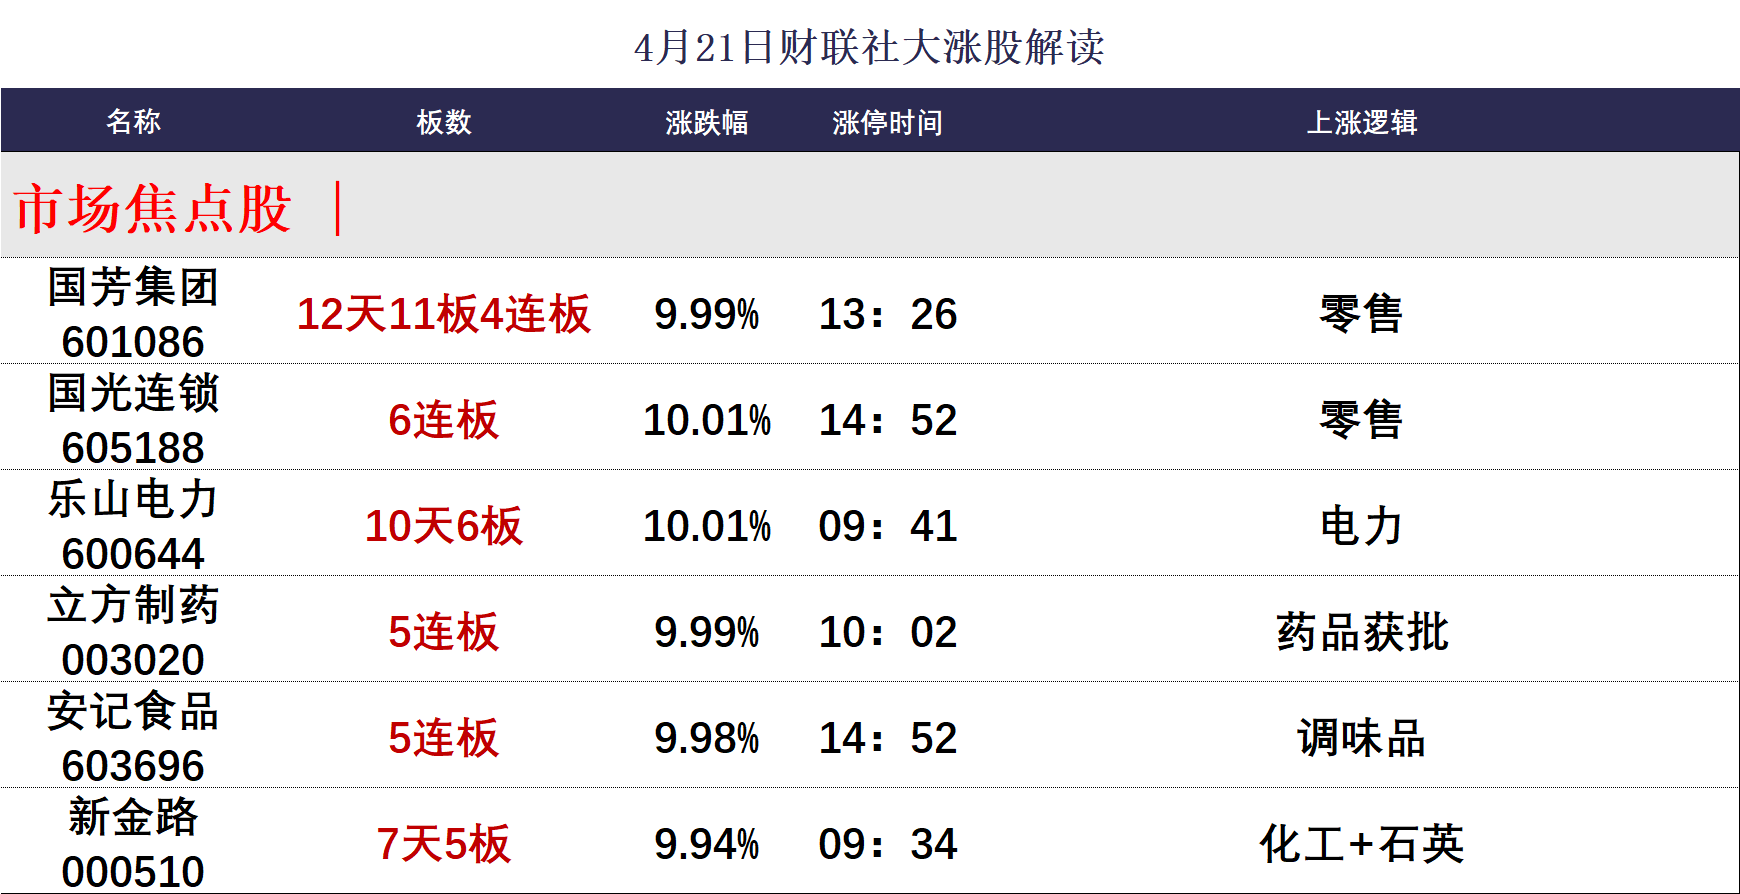 4月21日财联社大涨股解读
名称 板数 涨跌幅 涨停时间 上涨逻辑
市场焦点股 ｜
国芳集团
601086 12天11板4连板 9.99% 13：26 零售
国光连锁
605188 6连板 10.01% 14：52 零售
乐山电力
600644 10天6板 10.01% 09：41 电力
立方制药
003020 5连板 9.99% 10：02 药品获批
安记食品
603696 5连板 9.98% 14：52 调味品
新金路
000510 7天5板 9.94% 09：34 化工+石英